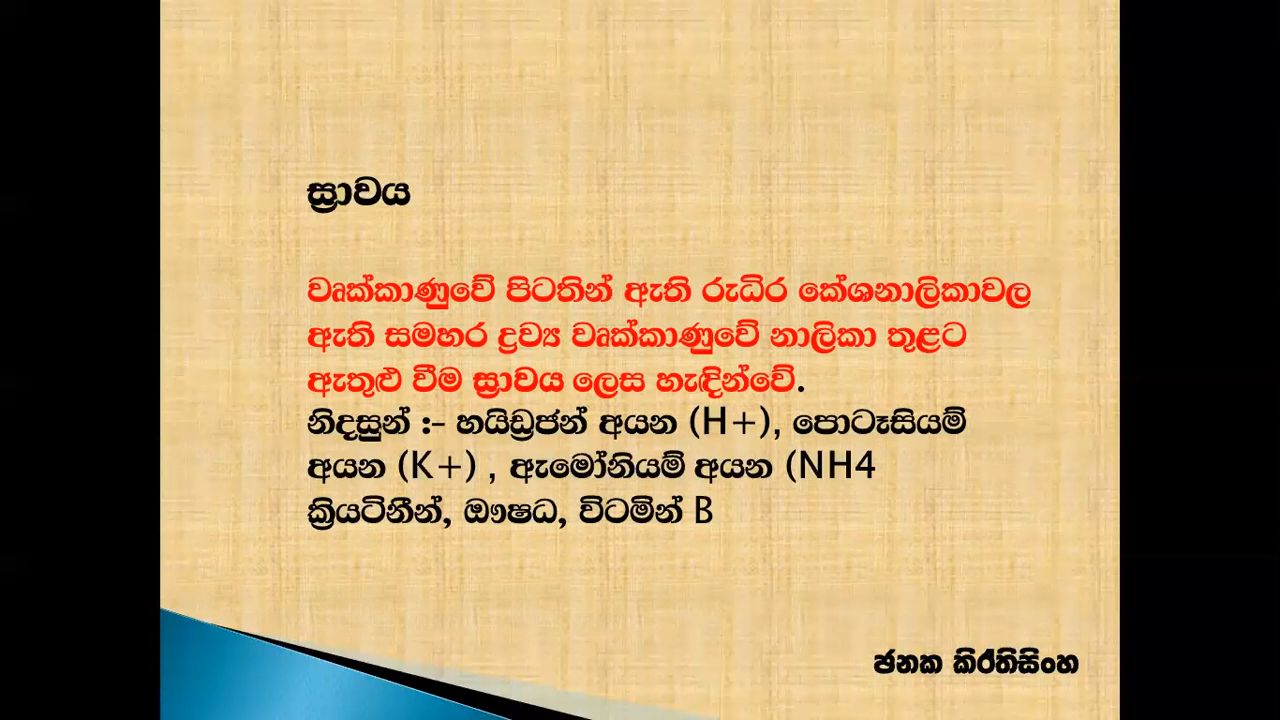 ස්‍රාවය
වෘක්කාණුවේ පිටතින් ඇති රුධිර කේශනාලිකාවල
ඇති සමහර ද්‍රව්‍ය වෘක්කාණුවේ නාලිකා තුළට
ඇතුළු වීම ස්‍රාවය ලෙස හැඳින්වේ.
නිදසුන් :- හයිඩ්‍රජන් අයන (H+), පොටෑසියම්
අයන (K+) , ඇමෝනියම් අයන (NH4
ක්‍රියටිනීන්, ඖෂධ, විටමින් B
ජනක කිර්තිසිංහ